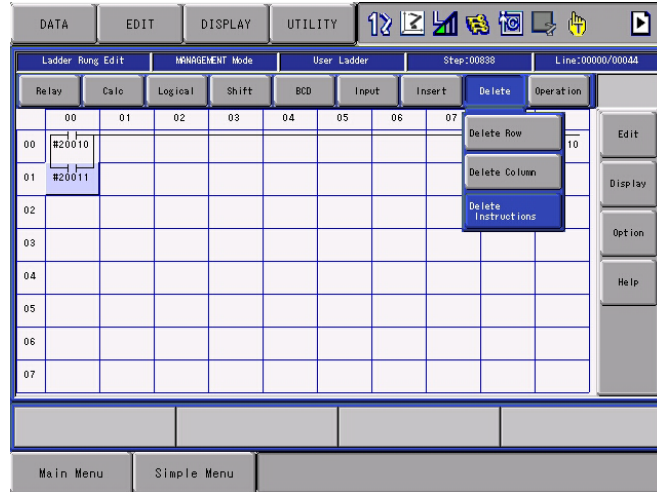 DATA EDIT DISPLAY UTILITY
Ladder Rung Edit MANAGEMENT Mode User Ladder Step:00838 Line:0000/00044
Relay Calc Logical Shift BCD Input Insert Delete Operation
00 01 02 03 04 05 06 07
Delete Row
Edit
00 #20010 10
Delete Column
01 #20011
Display
Delete
Instructions
02
Option
03
04
Help
05
06
07
Main Menu Simple Menu